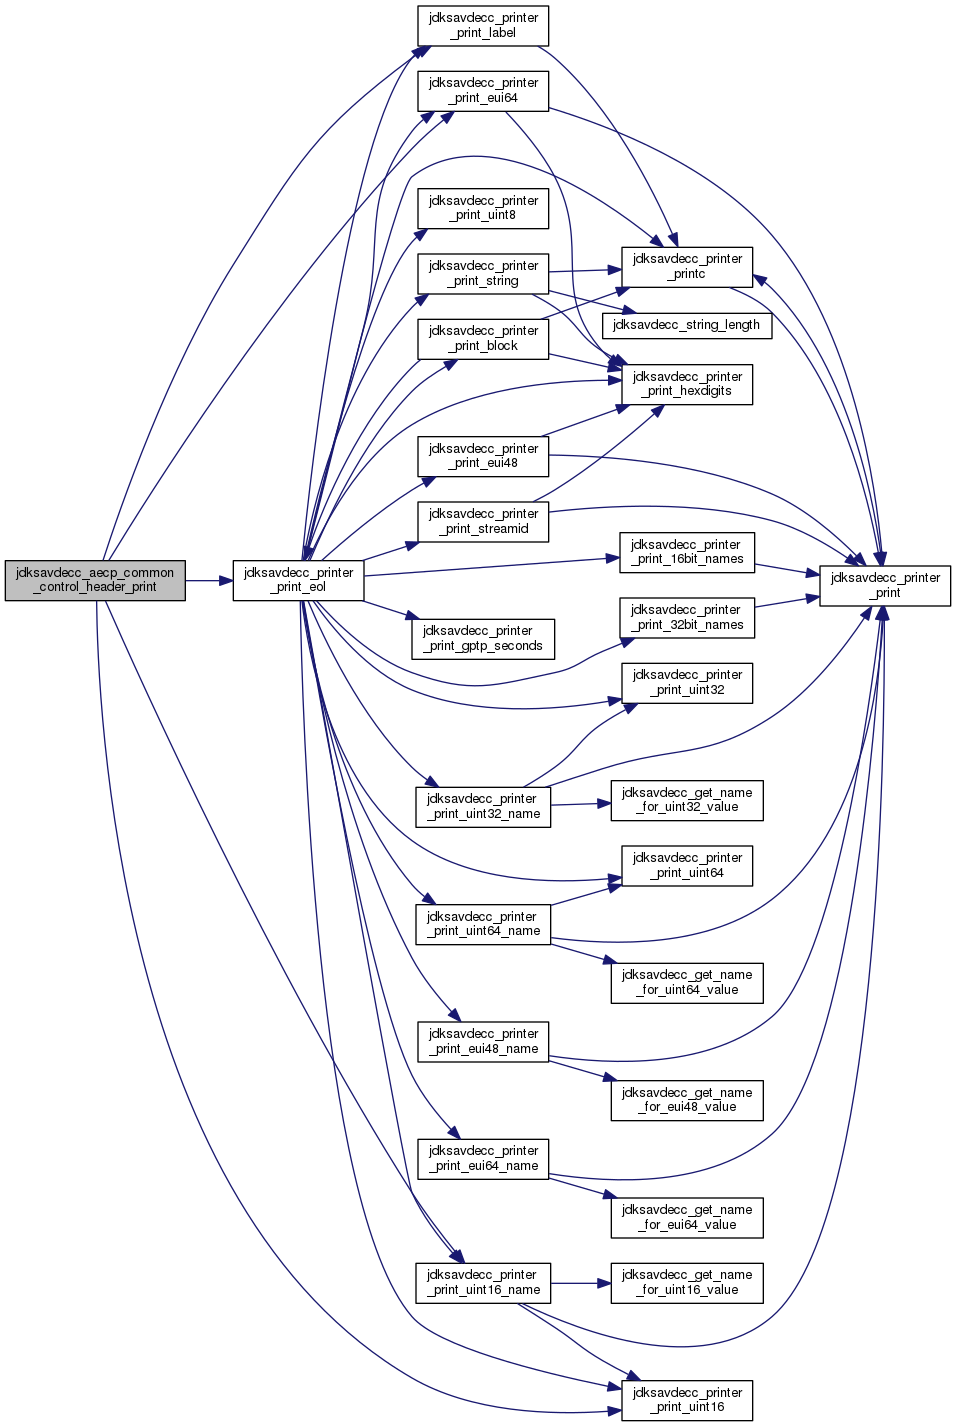 jdksavdecc_printer
_print_label
jdksavdecc_printer
_print_eui64
jdksavdecc_printer
_print_uint8
jdksavdecc_printer
_print_string
jdksavdecc_printer
_printc
jdksavdecc_string_length
jdksavdecc_printer
_print_block
jdksavdecc_printer
_print_hexdigits
jdksavdecc_printer
_print_eui48
jdksavdecc_printer
_print_streamid
jdksavdecc_aecp_common
_control_header_print
jdksavdecc_printer
_print_eol
jdksavdecc_printer
_print_16bit_names
jdksavdecc_printer
_print
jdksavdecc_printer
_print_gptp_seconds
jdksavdecc_printer
_print_32bit_names
jdksavdecc_printer
_print_uint32
jdksavdecc_printer
_print_uint32_name
jdksavdecc_get_name
_for_uint32_value
jdksavdecc_printer
_print_uint64
jdksavdecc_printer
_print_uint64_name
jdksavdecc_get_name
_for_uint64_value
jdksavdecc_printer
_print_eui48_name
jdksavdecc_get_name
_for_eui48_value
jdksavdecc_printer
_print_eui64_name
jdksavdecc_get_name
_for_eui64_value
jdksavdecc_printer
_print_uint16_name
jdksavdecc_get_name
_for_uint16_value
jdksavdecc_printer
_print_uint16